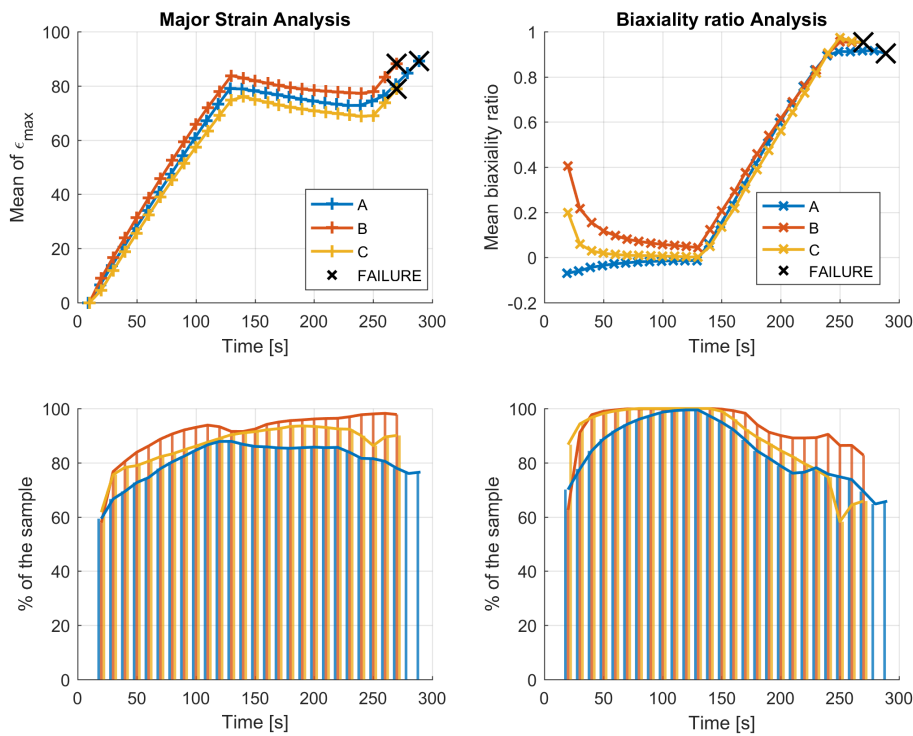 Major Strain Analysis
100
80
60
40
20
0
Mean of ϵmax
0 50 100 150 200 250 300
Time [s]
A
B
C
FAILURE
Biaxiality ratio Analysis
1
0.8
0.6
0.4
0.2
0
-0.2
Mean biaxiality ratio
0 50 100 150 200 250 300
Time [s]
A
B
C
FAILURE
100
80
60
40
20
0
% of the sample
0 50 100 150 200 250 300
Time [s]
100
80
60
40
20
0
% of the sample
0 50 100 150 200 250 300
Time [s]